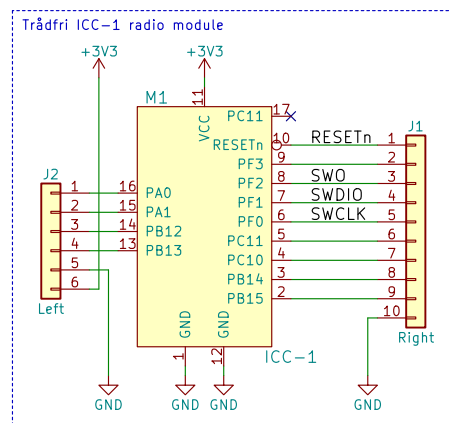 Trådfri ICC-1 radio module
+3V3 +3V3
M1
11
VCC
PC11 17
RESETn 10 RESETn
PF3 9
PF2 8 SWO
PF1 7 SWDIO
PF0 6 SWCLK
PC11 5
PC10 4
PB14 3
PB15 2
J1
1
2
3
4
5
6
7
8
9
10
Right
J2
1
2
3
4
5
6
Left
16 PA0
15 PA1
14 PB12
13 PB13
GND GND
1 12
ICC-1
GND GND GND GND